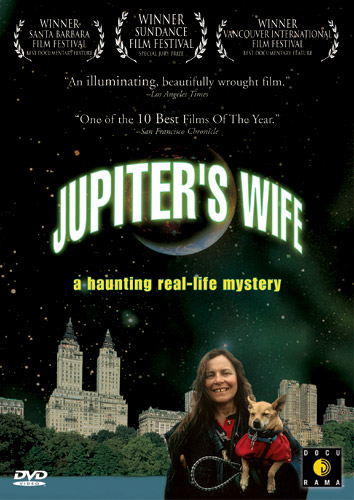 WINNER-
SANTA BARBARA
FILM FESTIVAL
BEST DOCUMENTARY FEATURE
WINNER
SUNDANCE
FILM FESTIVAL
SPECIAL JURY PRIZE
WINNER
VANCOUVER INTERNATIONAL
FILM FESTIVAL
BEST DOCUMENTARY FEATURE
"An illuminating, beautifully wrought film."
--Los Angeles Times
"One of the 10 Best Films Of The Year."
--San Francisco Chronicle
JUPITER'S WIFE
a haunting real-life mystery
DVD
VIDEO
DOCU
RAMA